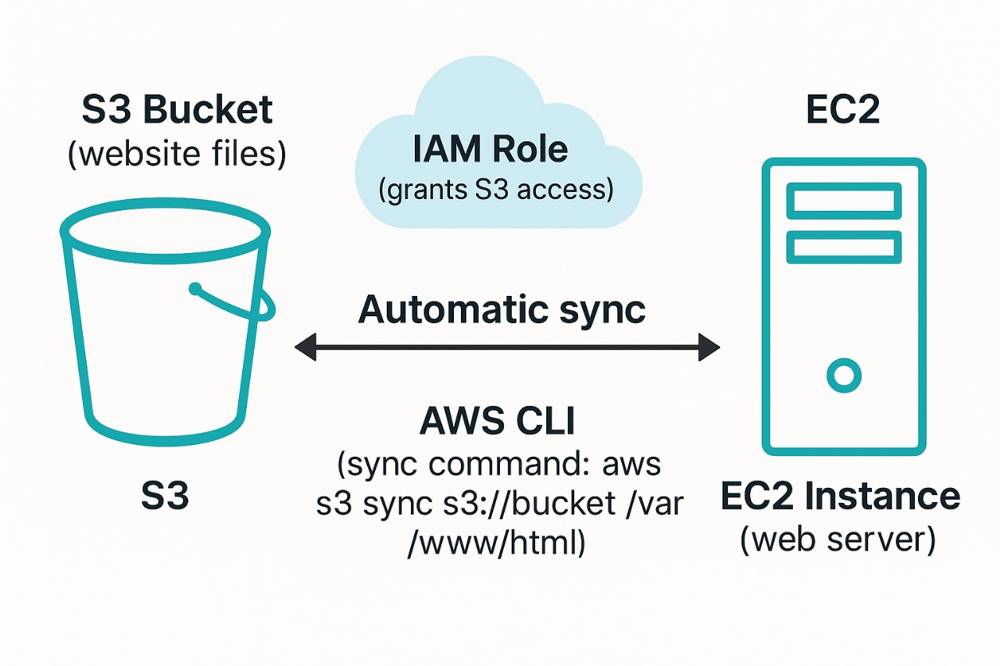 S3 Bucket
(website files)
S3
IAM Role
(grants S3 access)
Automatic sync
AWS CLI
(sync command: aws
s3 sync s3://bucket /var
/www/html)
EC2
EC2 Instance
(web server)